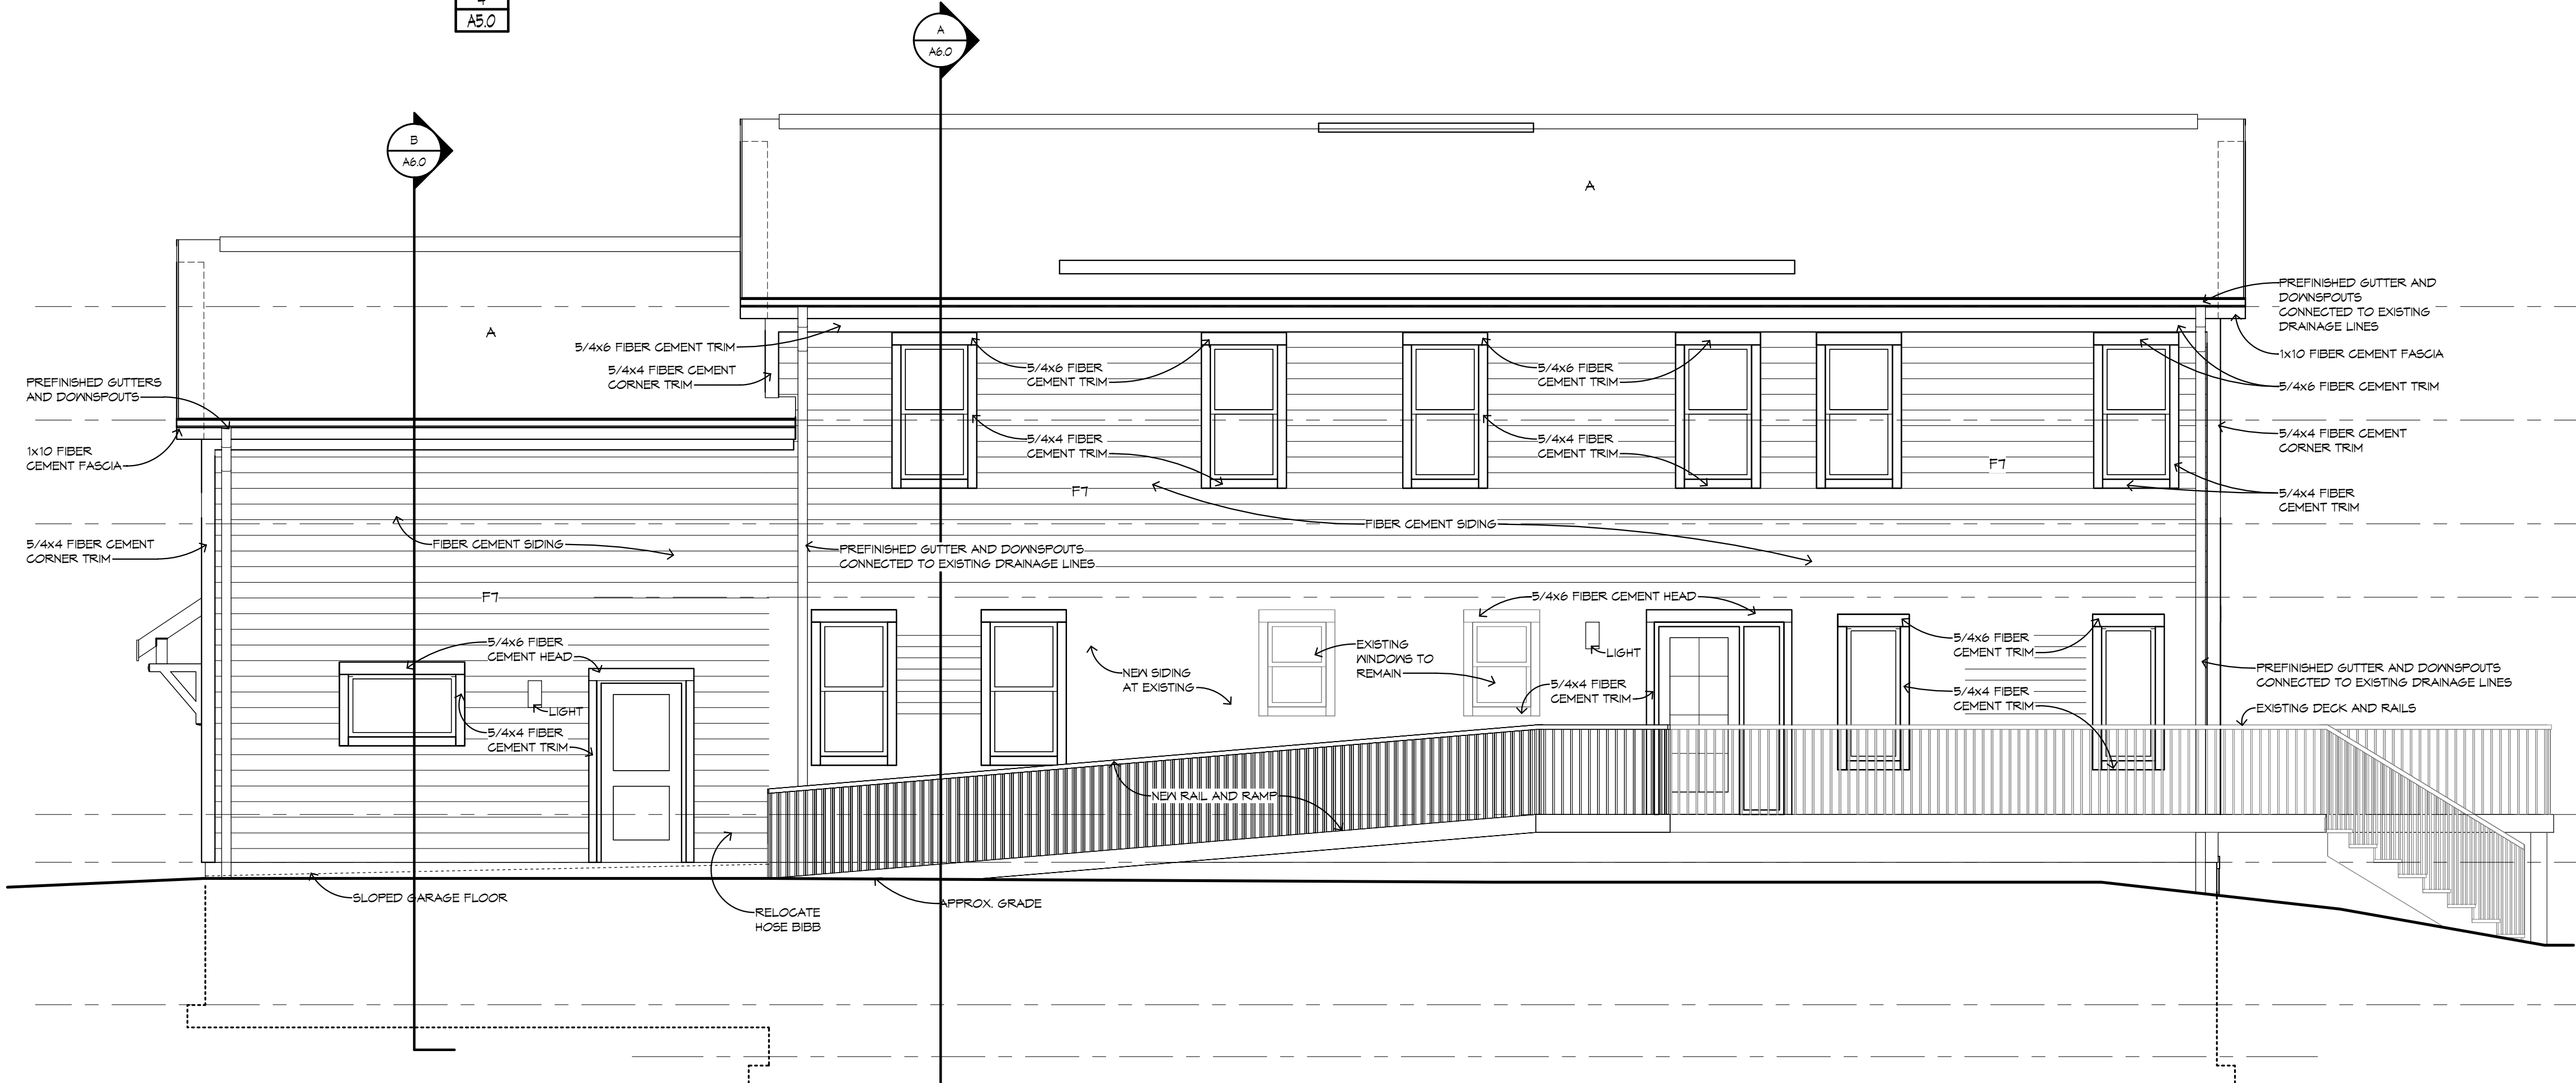 A5.0
A
A6.0
B
A6.0
A
A
PREFINISHED GUTTER AND
DOWNSPOUTS
CONNECTED TO EXISTING
DRAINAGE LINES
1x10 FIBER CEMENT FASCIA
5/4x6 FIBER CEMENT TRIM
5/4x4 FIBER CEMENT
CORNER TRIM
5/4x4 FIBER
CEMENT TRIM
5/4x6 FIBER CEMENT TRIM
5/4x4 FIBER CEMENT
CORNER TRIM
5/4x6 FIBER
CEMENT TRIM
5/4x6 FIBER
CEMENT TRIM
PREFINISHED GUTTERS
AND DOWNSPOUTS
1x10 FIBER
CEMENT FASCIA
5/4x4 FIBER
CEMENT TRIM
5/4x4 FIBER
CEMENT TRIM
F7
F7
FIBER CEMENT SIDING
5/4x4 FIBER CEMENT
CORNER TRIM
FIBER CEMENT SIDING
PREFINISHED GUTTER AND DOWNSPOUTS
CONNECTED TO EXISTING DRAINAGE LINES
F7
5/4x6 FIBER CEMENT HEAD
5/4x6 FIBER
CEMENT HEAD
LIGHT
5/4x4 FIBER
CEMENT TRIM
NEW SIDING
AT EXISTING
EXISTING
WINDOWS TO
REMAIN
LIGHT
5/4x4 FIBER
CEMENT TRIM
5/4x6 FIBER
CEMENT TRIM
5/4x4 FIBER
CEMENT TRIM
PREFINISHED GUTTER AND DOWNSPOUTS
CONNECTED TO EXISTING DRAINAGE LINES
EXISTING DECK AND RAILS
NEW RAIL AND RAMP
SLOPED GARAGE FLOOR
RELOCATE
HOSE BIBB
APPROX. GRADE